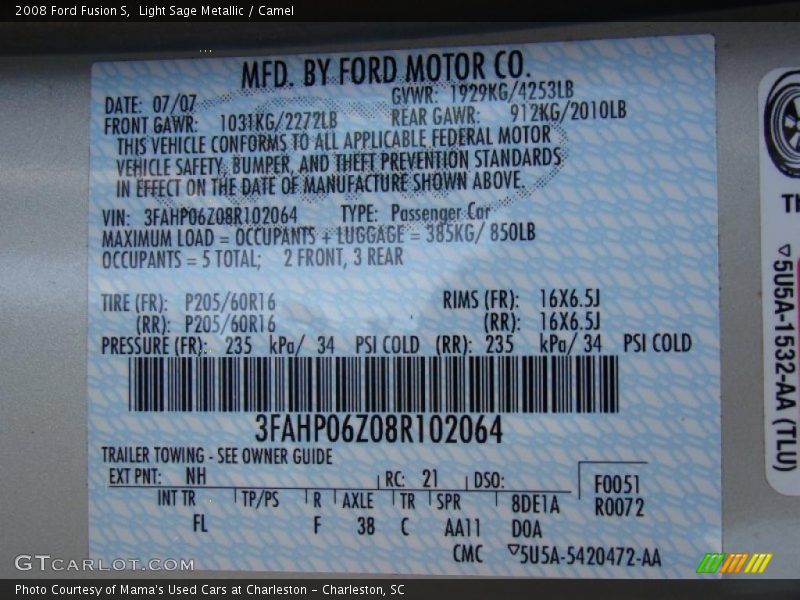 2008 Ford Fusion S, Light Sage Metallic / Camel
MFD. BY FORD MOTOR CO.
DATE: 07/07 GVWR: 1929KG/4253LB
FRONT GAWR: 1031KG/2272LB REAR GAWR: 912KG/2010LB
THIS VEHICLE CONFORMS TO ALL APPLICABLE FEDERAL MOTOR
VEHICLE SAFETY, BUMPER, AND THEFT PREVENTION STANDARDS
IN EFFECT ON THE DATE OF MANUFACTURE SHOWN ABOVE.
VIN: 3FAHP06Z08R102064 TYPE: Passenger Car
MAXIMUM LOAD = OCCUPANTS + LUGGAGE = 385KG/ 850LB
OCCUPANTS = 5 TOTAL; 2 FRONT, 3 REAR
TIRE (FR): P205/60R16 RIMS (FR): 16X6.5J
(RR): P205/60R16 (RR): 16X6.5J
PRESSURE (FR): 235 kPa/ 34 PSI COLD (RR): 235 kPa/ 34 PSI COLD
3FAHP06Z08R102064
TRAILER TOWING - SEE OWNER GUIDE
EXT PNT: NH RC: 21 DSO: F0051
INT TR TP/PS R AXLE TR SPR 8DE1A R0072
FL F 38 C AA11 D0A
CMC 5U5A-5420472-AA
5U5A-1532-AA (TLU)
GTCARLOT.COM
Photo Courtesy of Mama's Used Cars at Charleston - Charleston, SC